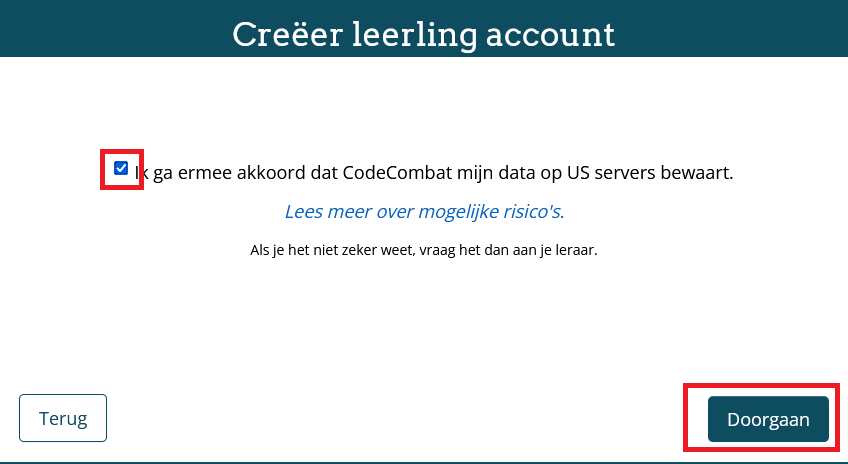 Creëer leerling account
Ik ga ermee akkoord dat CodeCombat mijn data op US servers bewaart.
Lees meer over mogelijke risico's.
Als je het niet zeker weet, vraag het dan aan je leraar.
Terug
Doorgaan